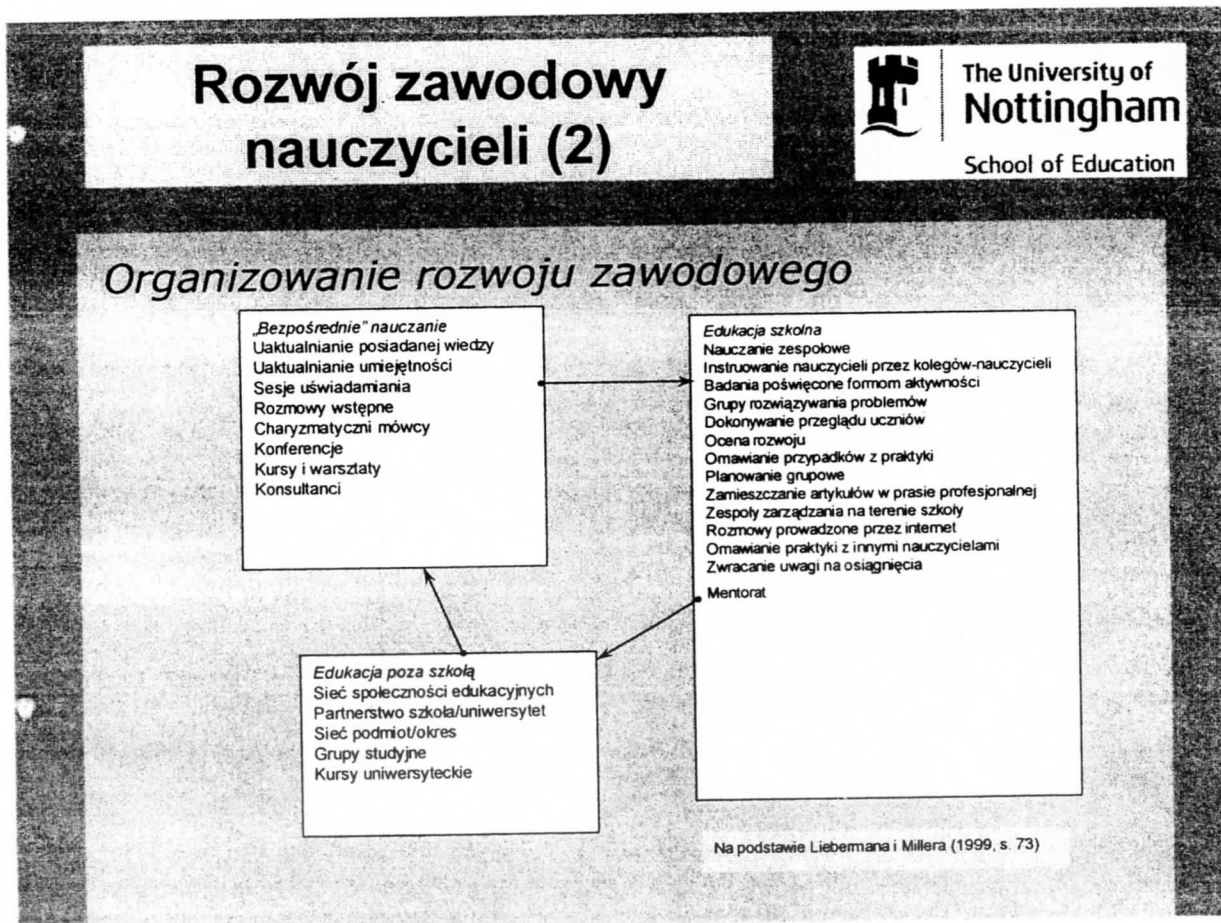 Rozwój zawodowy
nauczycieli (2)
The University of
Nottingham
School of Education
Organizowanie rozwoju zawodowego
„Bezpośrednie” nauczanie
Uaktualnianie posiadanej wiedzy
Uaktualnianie umiejętności
Sesje uświadamiania
Rozmowy wstępne
Charyzmatyczni mówcy
Konferencje
Kursy i warsztaty
Konsultanci
Edukacja szkolna
Nauczanie zespołowe
Instruowanie nauczycieli przez kolegów-nauczycieli
Badania poświęcone formom aktywności
Grupy rozwiązywania problemów
Dokonywanie przeglądu uczniów
Ocena rozwoju
Omawianie przypadków z praktyki
Planowanie grupowe
Zamieszczanie artykułów w prasie profesjonalnej
Zespoły zarządzania na terenie szkoły
Rozmowy prowadzone przez internet
Omawianie praktyki z innymi nauczycielami
Zwracanie uwagi na osiągnięcia
Mentorat
Edukacja poza szkołą
Sieć społeczności edukacyjnych
Partnerstwo szkoła/uniwersytet
Sieć podmiot/okres
Grupy studyjne
Kursy uniwersyteckie
Na podstawie Liebermana i Millera (1999, s. 73)